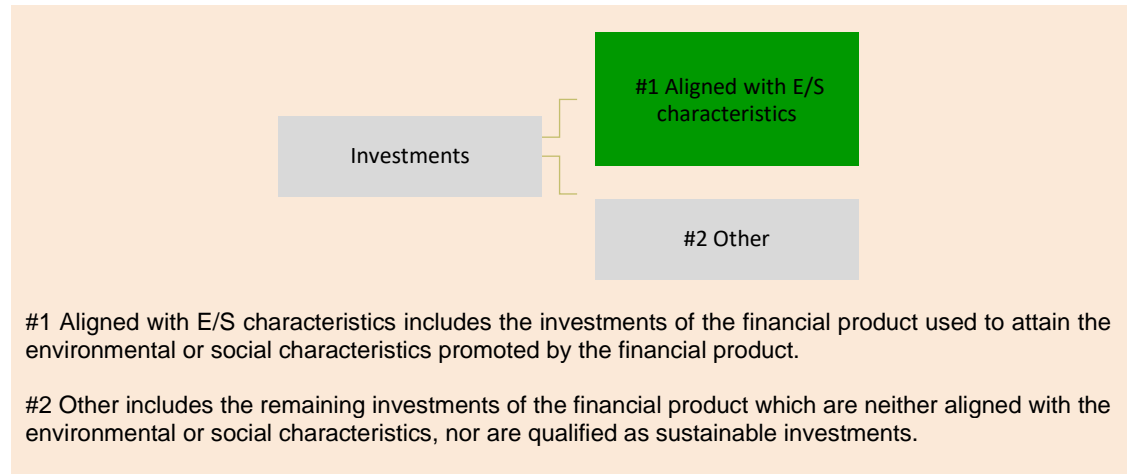 #1 Aligned with E/S
characteristics
Investments
#2 Other
#1 Aligned with E/S characteristics includes the investments of the financial product used to attain the
environmental or social characteristics promoted by the financial product.
#2 Other includes the remaining investments of the financial product which are neither aligned with the
environmental or social characteristics, nor are qualified as sustainable investments.